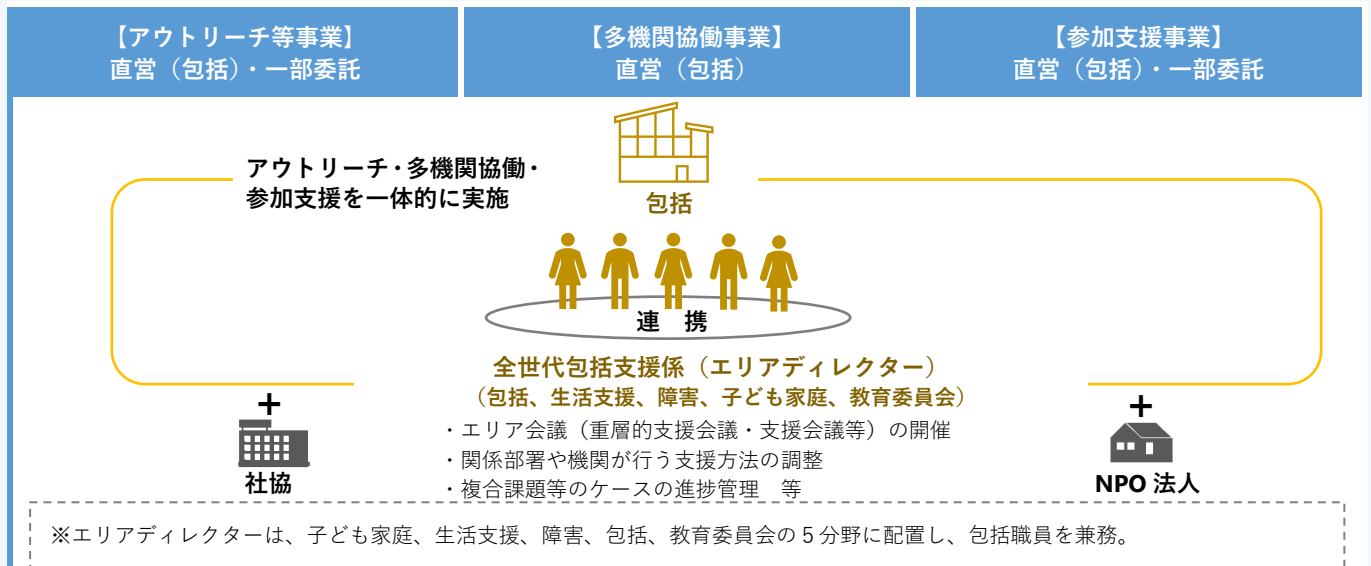 【アウトリーチ等事業】
直営（包括）・一部委託
【多機関協働事業】
直営（包括）
【参加支援事業】
直営（包括）・一部委託
アウトリーチ・多機関協働・
参加支援を一体的に実施
包括
連　携
全世代包括支援係（エリアディレクター）
（包括、生活支援、障害、子ども家庭、教育委員会）
・エリア会議（重層的支援会議・支援会議等）の開催
・関係部署や機関が行う支援方法の調整
・複合課題等のケースの進捗管理　等
+
社協
+
NPO 法人
※エリアディレクターは、子ども家庭、生活支援、障害、包括、教育委員会の５分野に配置し、包括職員を兼務。